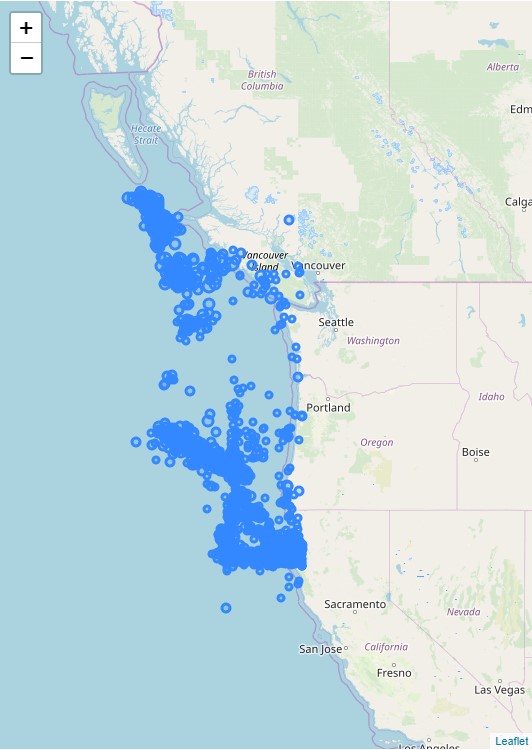 +
−
British
Columbia
Alberta
Edm
Hecate
Strait
Calga
Vancouver
Island
Vancouver
Seattle
Washington
Portland
Idaho
Oregon
Boise
Sacramento
Nevada
San Jose
California
Fresno
Las Vegas
Los Angeles
Leaflet